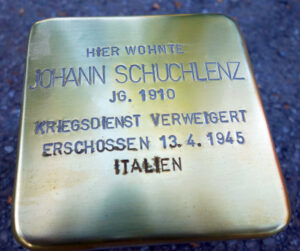 HIER WOHNTE
JOHANN SCHUCHLENZ
JG. 1910
KRIEGSDIENST VERWEIGERT
ERSCHOSSEN 13.4.1945
ITALIEN